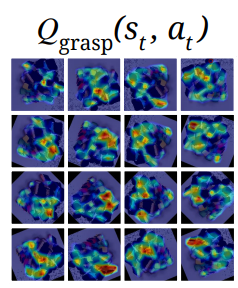 Q_grasp(s_t, a_t)